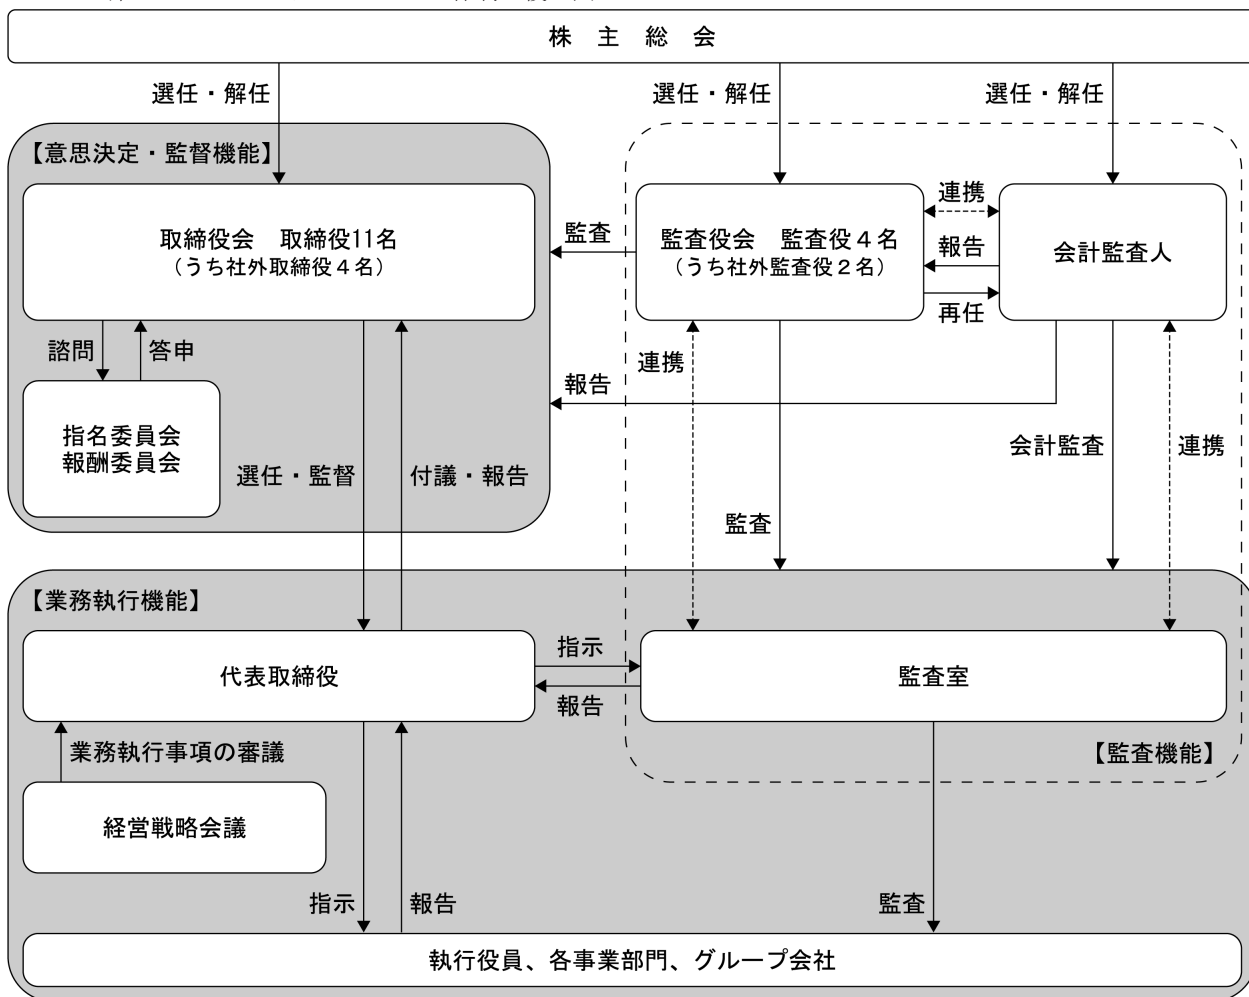 株 主 総 会
選任・解任
選任・解任
選任・解任
【意思決定・監督機能】
取締役会 取締役11名
（うち社外取締役４名）
監査
監査役会 監査役４名
（うち社外監査役２名）
連携
報告
再任
会計監査人
諮問
答申
連携
報告
指名委員会
報酬委員会
選任・監督
付議・報告
会計監査
連携
監査
【業務執行機能】
代表取締役
指示
報告
監査室
業務執行事項の審議
【監査機能】
経営戦略会議
指示
報告
監査
執行役員、各事業部門、グループ会社